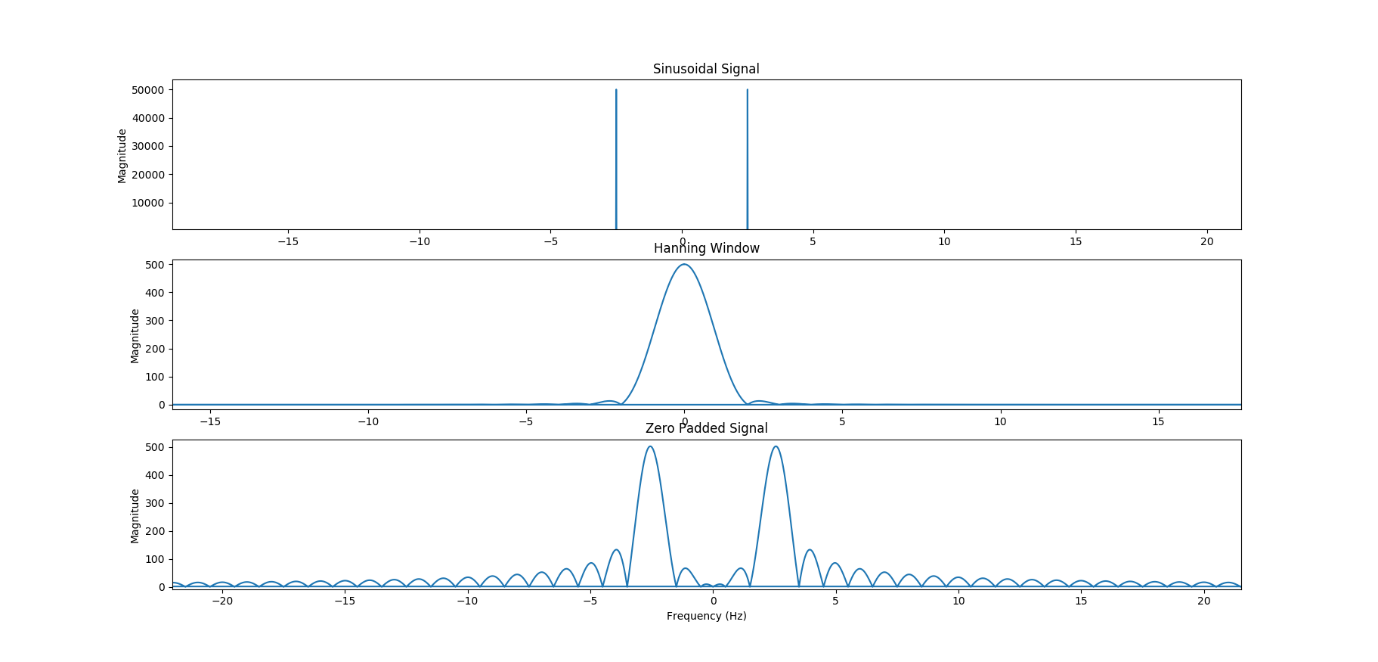 Sinusoidal Signal
Magnitude
50000
40000
30000
20000
10000
−15 −10 −5 0 5 10 15 20
Hanning Window
Magnitude
500
400
300
200
100
0
−15 −10 −5 0 5 10 15
Zero Padded Signal
Magnitude
500
400
300
200
100
0
−20 −15 −10 −5 0 5 10 15 20
Frequency (Hz)